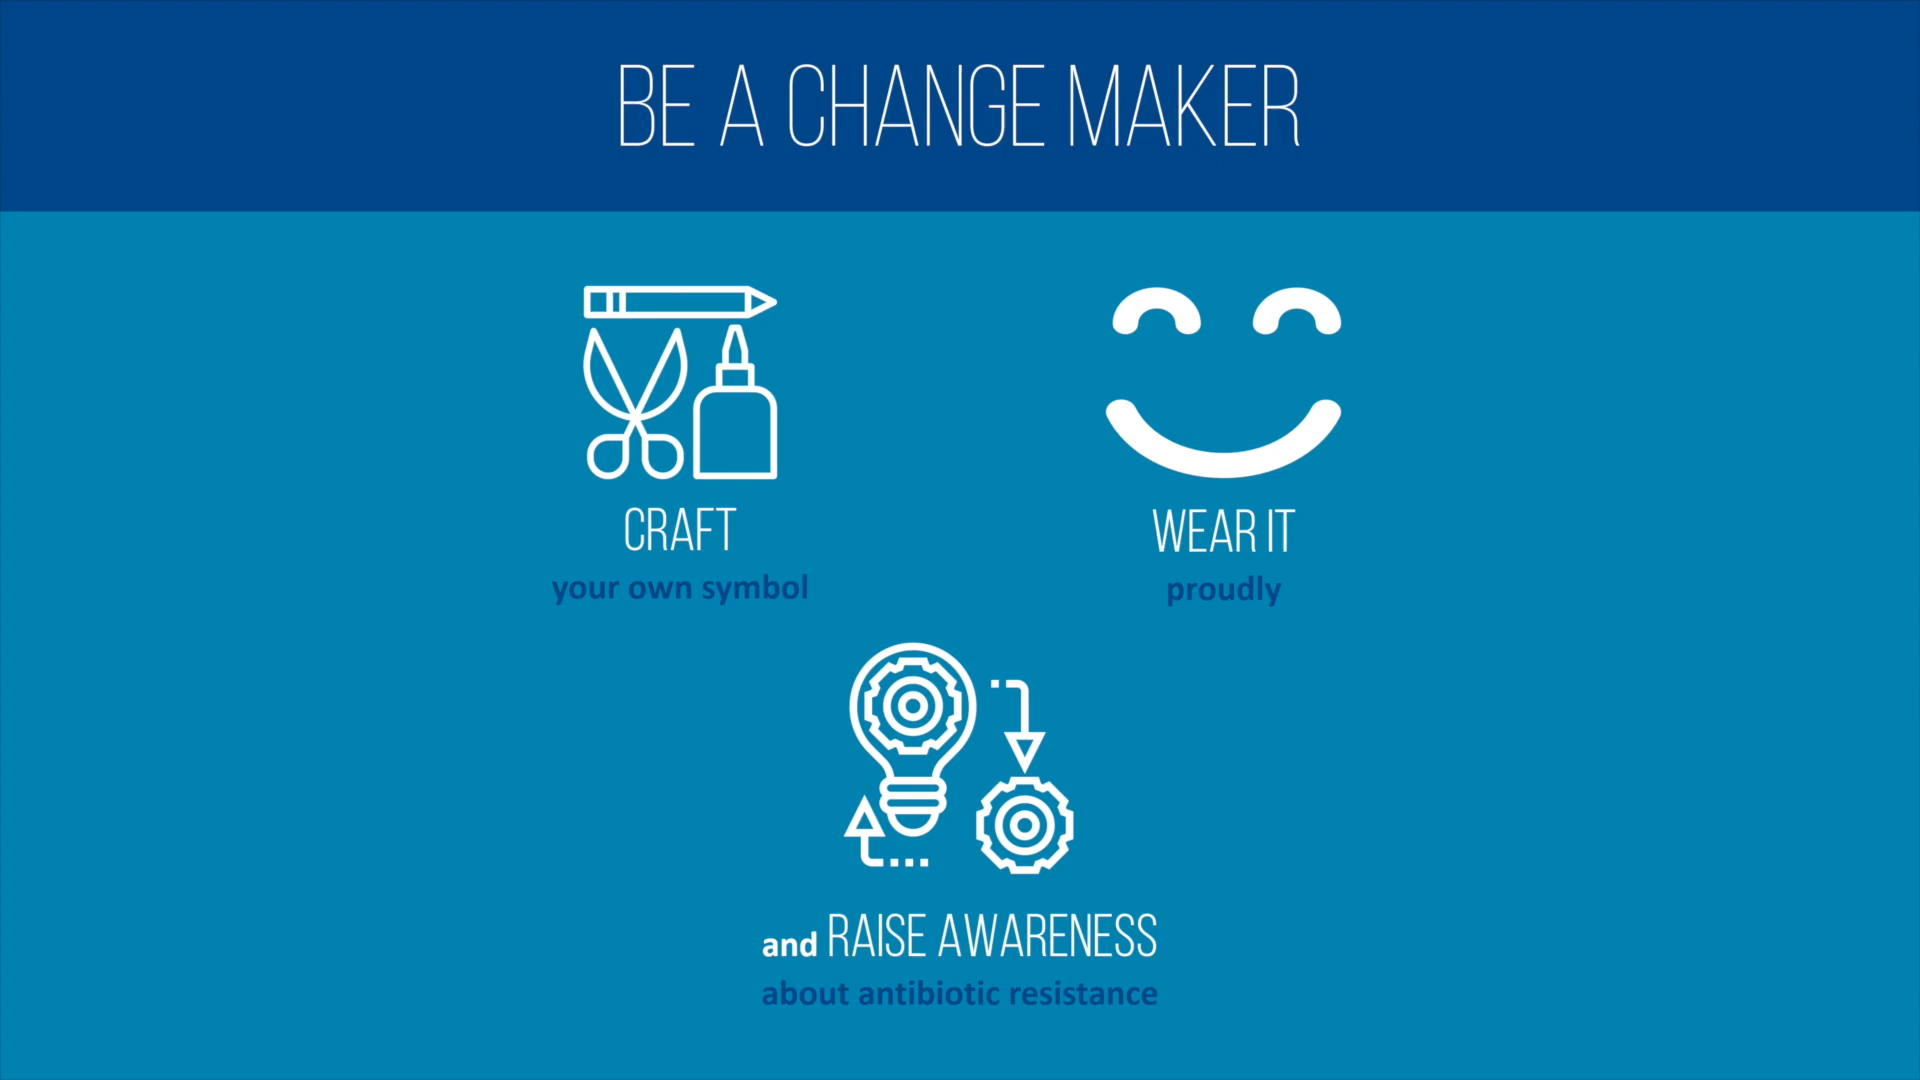 BE A CHANGE MAKER
CRAFT
your own symbol
WEAR IT
proudly
and RAISE AWARENESS
about antibiotic resistance